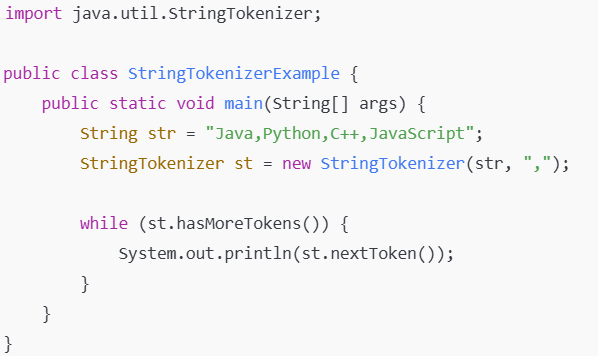 import java.util.StringTokenizer;

public class StringTokenizerExample {
    public static void main(String[] args) {
        String str = "Java,Python,C++,JavaScript";
        StringTokenizer st = new StringTokenizer(str, ",");

        while (st.hasMoreTokens()) {
            System.out.println(st.nextToken());
        }
    }
}